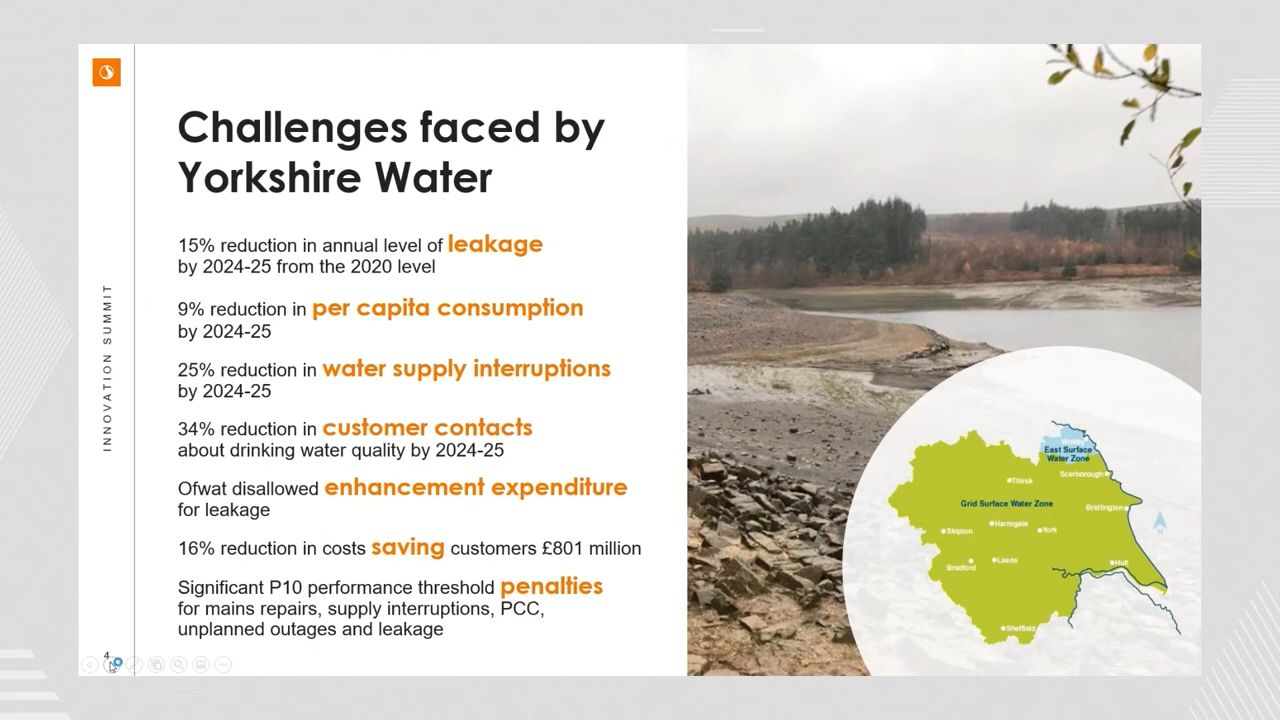 Challenges faced by
Yorkshire Water
15% reduction in annual level of leakage
by 2024-25 from the 2020 level
9% reduction in per capita consumption
by 2024-25
25% reduction in water supply interruptions
by 2024-25
34% reduction in customer contacts
about drinking water quality by 2024-25
Ofwat disallowed enhancement expenditure
for leakage
16% reduction in costs saving customers £801 million
Significant P10 performance threshold penalties
for mains repairs, supply interruptions, PCC,
unplanned outages and leakage
INNOVATION SUMMIT
4
Whitby
East Surface
Water Zone
Scarborough
Thirsk
Grid Surface Water Zone
Bridlington
Harrogate
Skipton
York
Leeds
Bradford
Hull
Sheffield
N